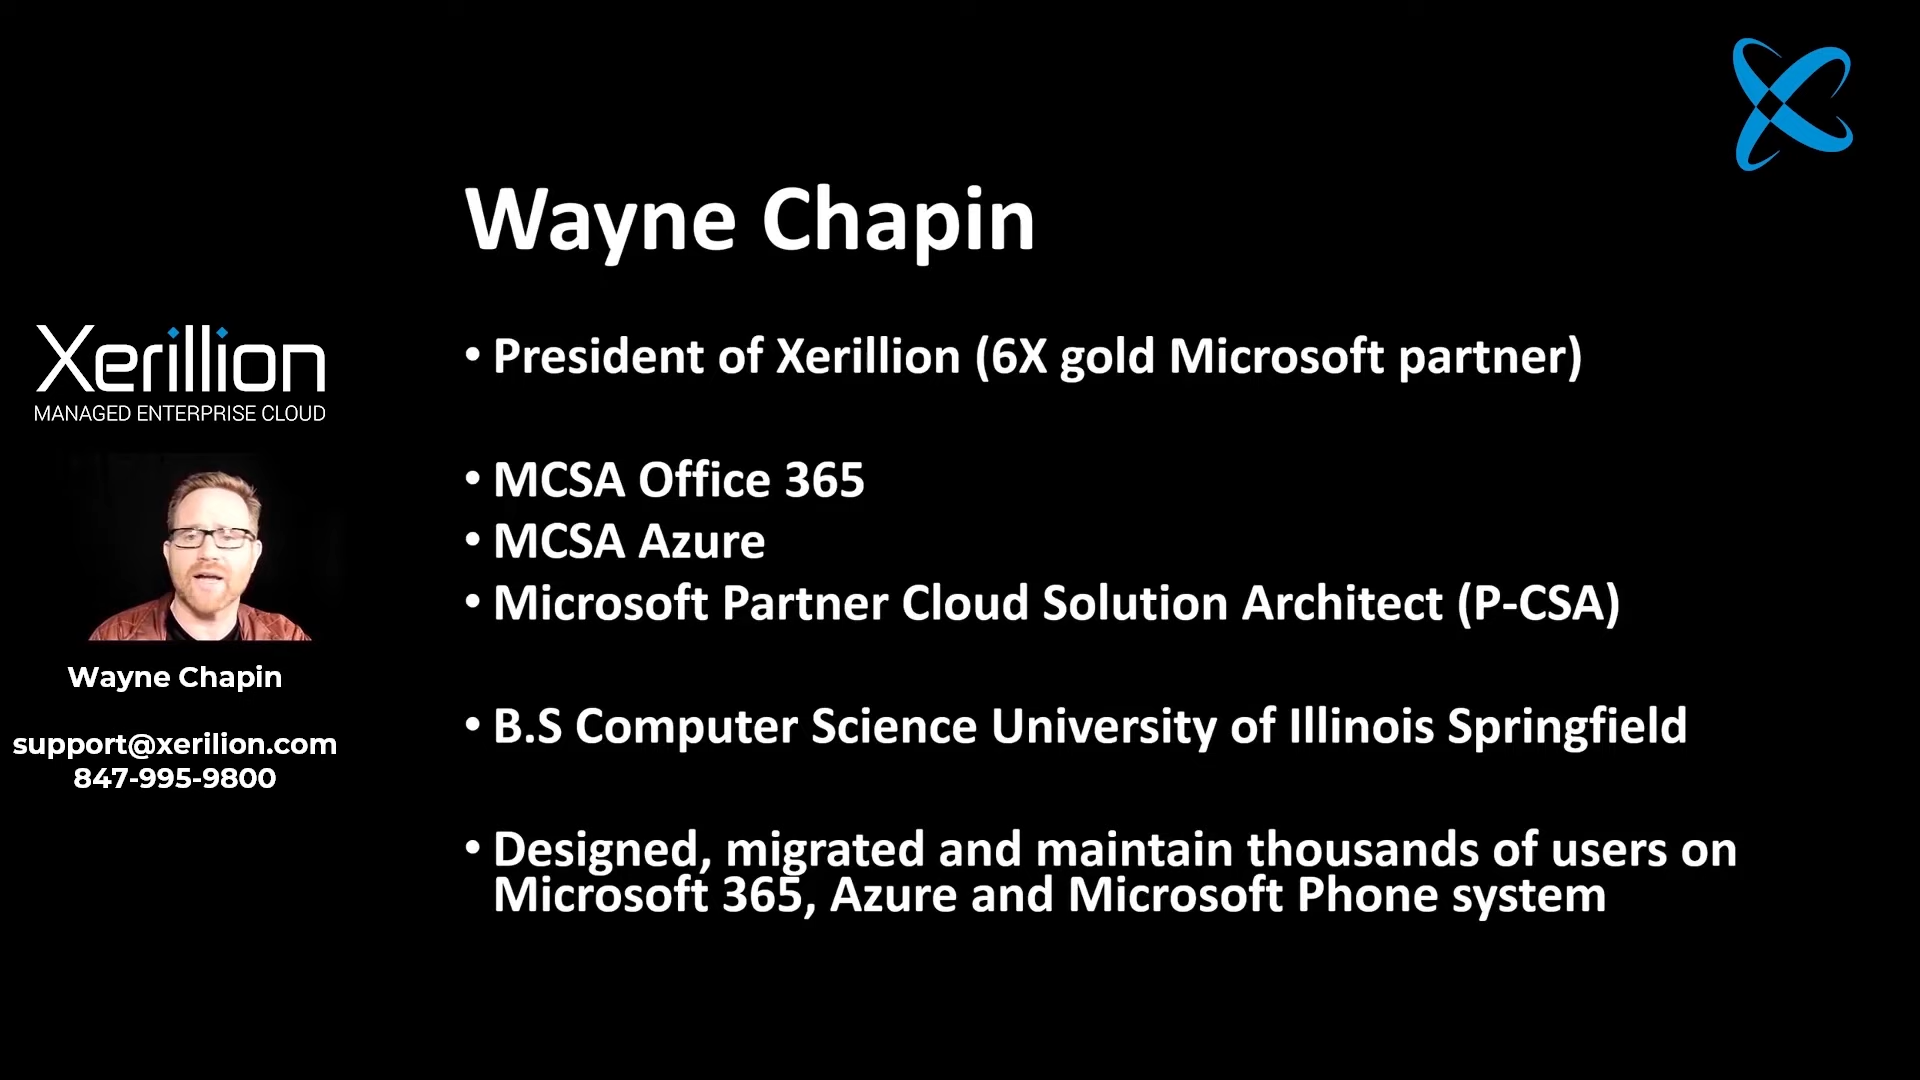 Wayne Chapin
• President of Xerillion (6X gold Microsoft partner)
• MCSA Office 365
• MCSA Azure
• Microsoft Partner Cloud Solution Architect (P-CSA)
• B.S Computer Science University of Illinois Springfield
• Designed, migrated and maintain thousands of users on
Microsoft 365, Azure and Microsoft Phone system
Xerillion
MANAGED ENTERPRISE CLOUD
Wayne Chapin
support@xerilion.com
847-995-9800